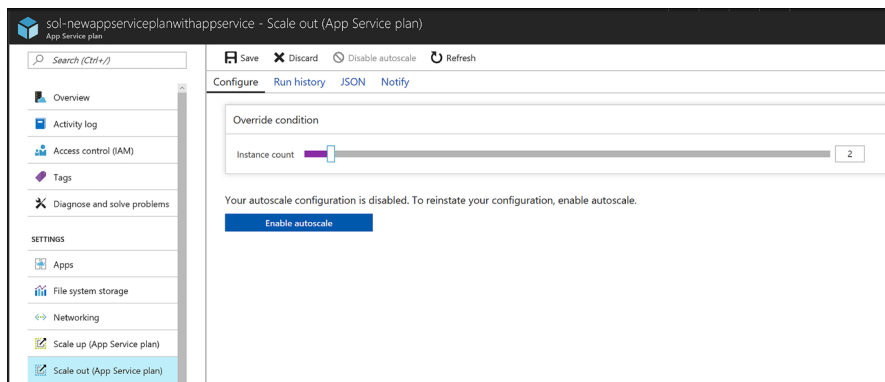 sol-newappserviceplanwithappservice - Scale out (App Service plan)
App Service plan
Search (Ctrl+/)
Overview
Activity log
Access control (IAM)
Tags
Diagnose and solve problems
SETTINGS
Apps
File system storage
Networking
Scale up (App Service plan)
Scale out (App Service plan)
Save Discard Disable autoscale Refresh
Configure Run history JSON Notify
Override condition
Instance count 2
Your autoscale configuration is disabled. To reinstate your configuration, enable autoscale.
Enable autoscale